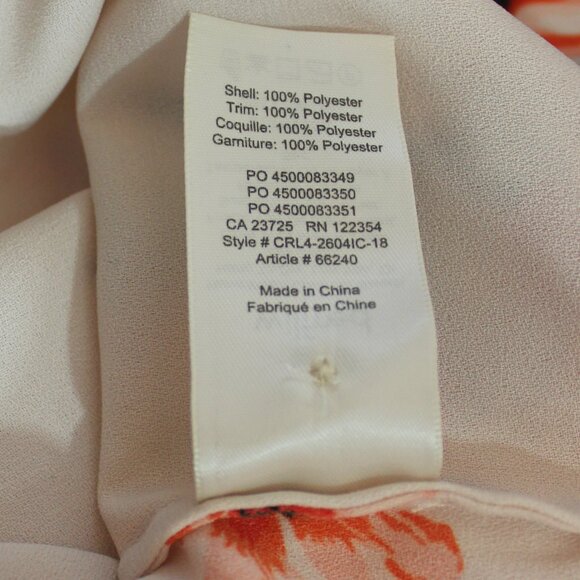 Shell: 100% Polyester
Trim: 100% Polyester
Coquille: 100% Polyester
Garniture: 100% Polyester
PO 4500083349
PO 4500083350
PO 4500083351
CA 23725 RN 122354
Style # CRL4-2604IC-18
Article # 66240
Made in China
Fabriqué en Chine